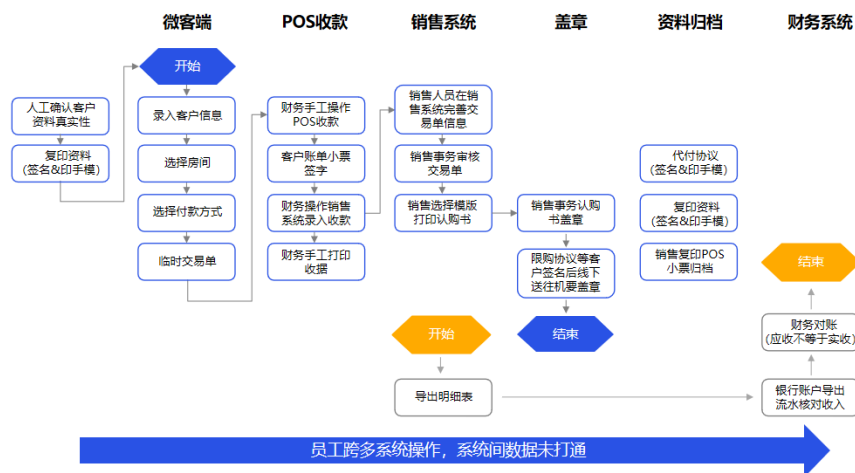 微客端
POS收款
销售系统
盖章
资料归档
财务系统
开始
人工确认客户
资料真实性
复印资料
(签名&印手模)
录入客户信息
选择房间
选择付款方式
临时交易单
财务手工操作
POS收款
客户账单小票
签字
财务操作销售
系统录入收款
财务手工打印
收据
销售人员在销
售系统完善交
易单信息
销售事务审核
交易单
销售选择模版
打印认购书
销售事务认购
书盖章
限购协议等客
户签名后线下
送往机要盖章
结束
代付协议
(签名&印手模)
复印资料
(签名&印手模)
销售复印POS
小票归档
开始
导出明细表
银行账户导出
流水核对收入
财务对账
(应收不等于实收)
结束
员工跨多系统操作，系统间数据未打通